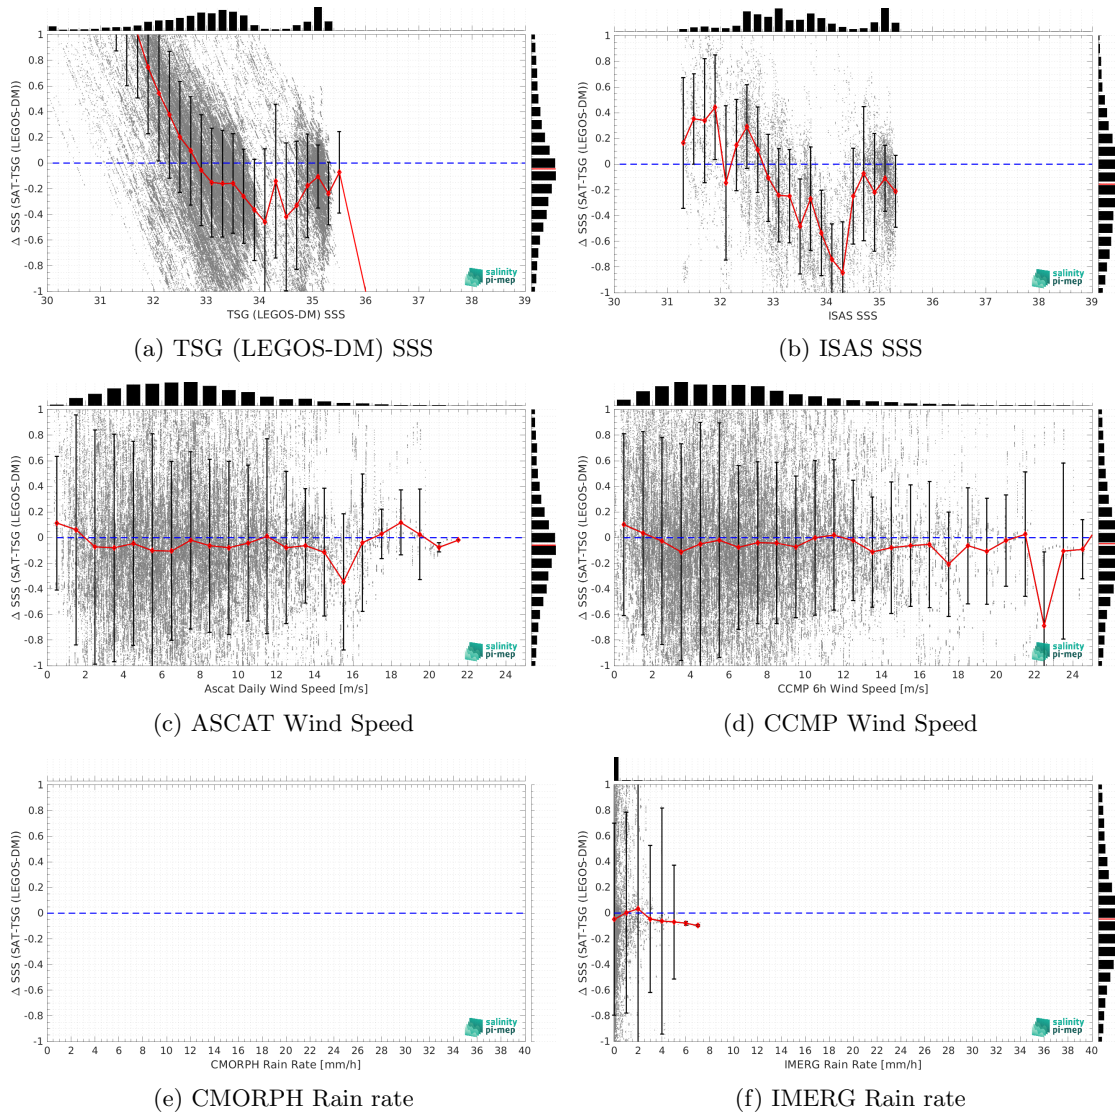 1
0.8
0.6
0.4
0.2
0
-0.2
-0.4
-0.6
-0.8
-1
Δ SSS (SAT-TSG (LEGOS-DM))
salinity
pi-mep
30 31 32 33 34 35 36 37 38 39
TSG (LEGOS-DM) SSS
(a) TSG (LEGOS-DM) SSS
1
0.8
0.6
0.4
0.2
0
-0.2
-0.4
-0.6
-0.8
-1
Δ SSS (SAT-TSG (LEGOS-DM))
salinity
pi-mep
30 31 32 33 34 35 36 37 38 39
ISAS SSS
(b) ISAS SSS
1
0.8
0.6
0.4
0.2
0
-0.2
-0.4
-0.6
-0.8
-1
Δ SSS (SAT-TSG (LEGOS-DM))
salinity
pi-mep
0 2 4 6 8 10 12 14 16 18 20 22 24
Ascat Daily Wind Speed [m/s]
(c) ASCAT Wind Speed
1
0.8
0.6
0.4
0.2
0
-0.2
-0.4
-0.6
-0.8
-1
Δ SSS (SAT-TSG (LEGOS-DM))
salinity
pi-mep
0 2 4 6 8 10 12 14 16 18 20 22 24
CCMP 6h Wind Speed [m/s]
(d) CCMP Wind Speed
1
0.8
0.6
0.4
0.2
0
-0.2
-0.4
-0.6
-0.8
-1
Δ SSS (SAT-TSG (LEGOS-DM))
salinity
pi-mep
0 2 4 6 8 10 12 14 16 18 20 22 24 26 28 30 32 34 36 38 40
CMORPH Rain Rate [mm/h]
(e) CMORPH Rain rate
1
0.8
0.6
0.4
0.2
0
-0.2
-0.4
-0.6
-0.8
-1
Δ SSS (SAT-TSG (LEGOS-DM))
salinity
pi-mep
0 2 4 6 8 10 12 14 16 18 20 22 24 26 28 30 32 34 36 38 40
IMERG Rain Rate [mm/h]
(f) IMERG Rain rate